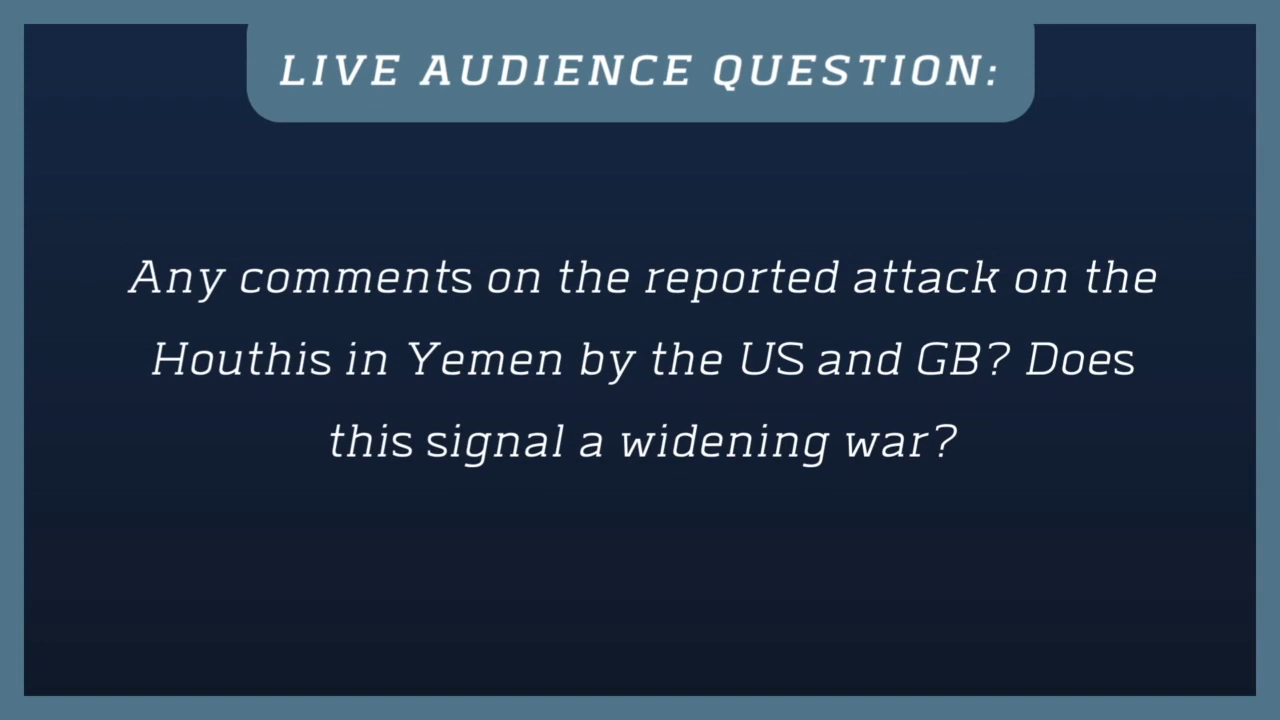 LIVE AUDIENCE QUESTION:
Any comments on the reported attack on the
Houthis in Yemen by the US and GB? Does
this signal a widening war?